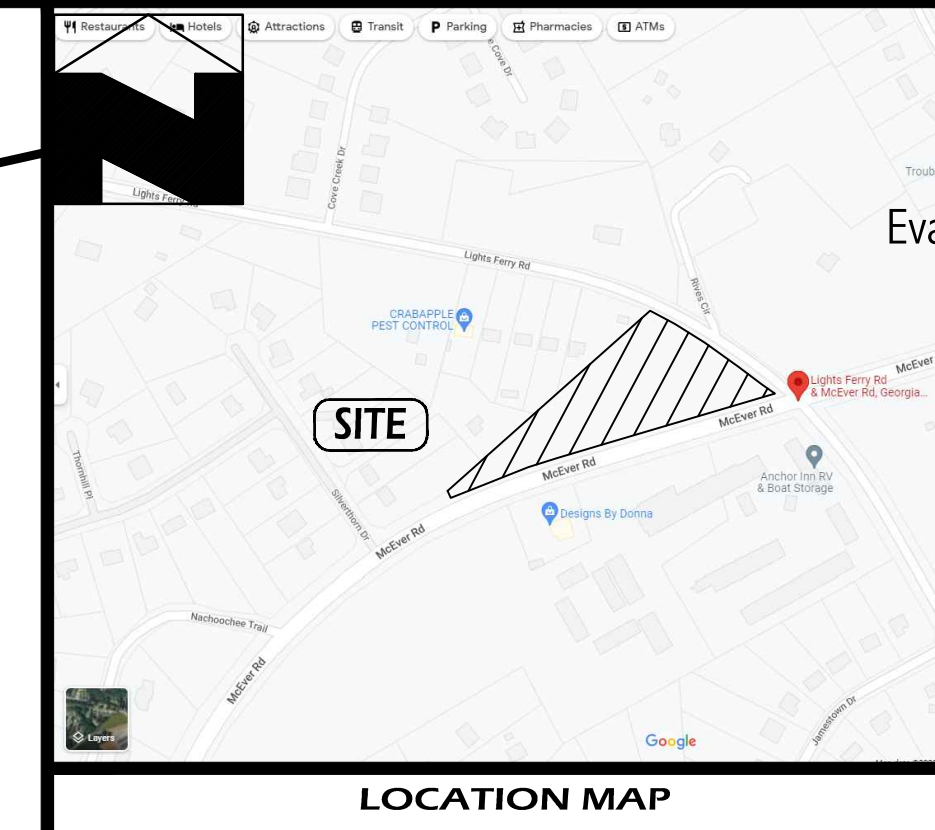 Restaurants
Hotels
Attractions
Transit
P Parking
Pharmacies
ATMs
e Cove Dr
Cove Creek Dr
Troub
Lights Ferry Rd
Eva
Lights Ferry Rd
Rives Cir
CRABAPPLE
PEST CONTROL
McEver
Lights Ferry Rd
& McEver Rd, Georgia...
SITE
McEver Rd
McEver Rd
Anchor Inn RV
& Boat Storage
Thornhill Pl
Silverthorn Dr
Designs By Donna
McEver Rd
Nachoochee Trail
McEver Rd
Jamestown Dr
Layers
Google
LOCATION MAP